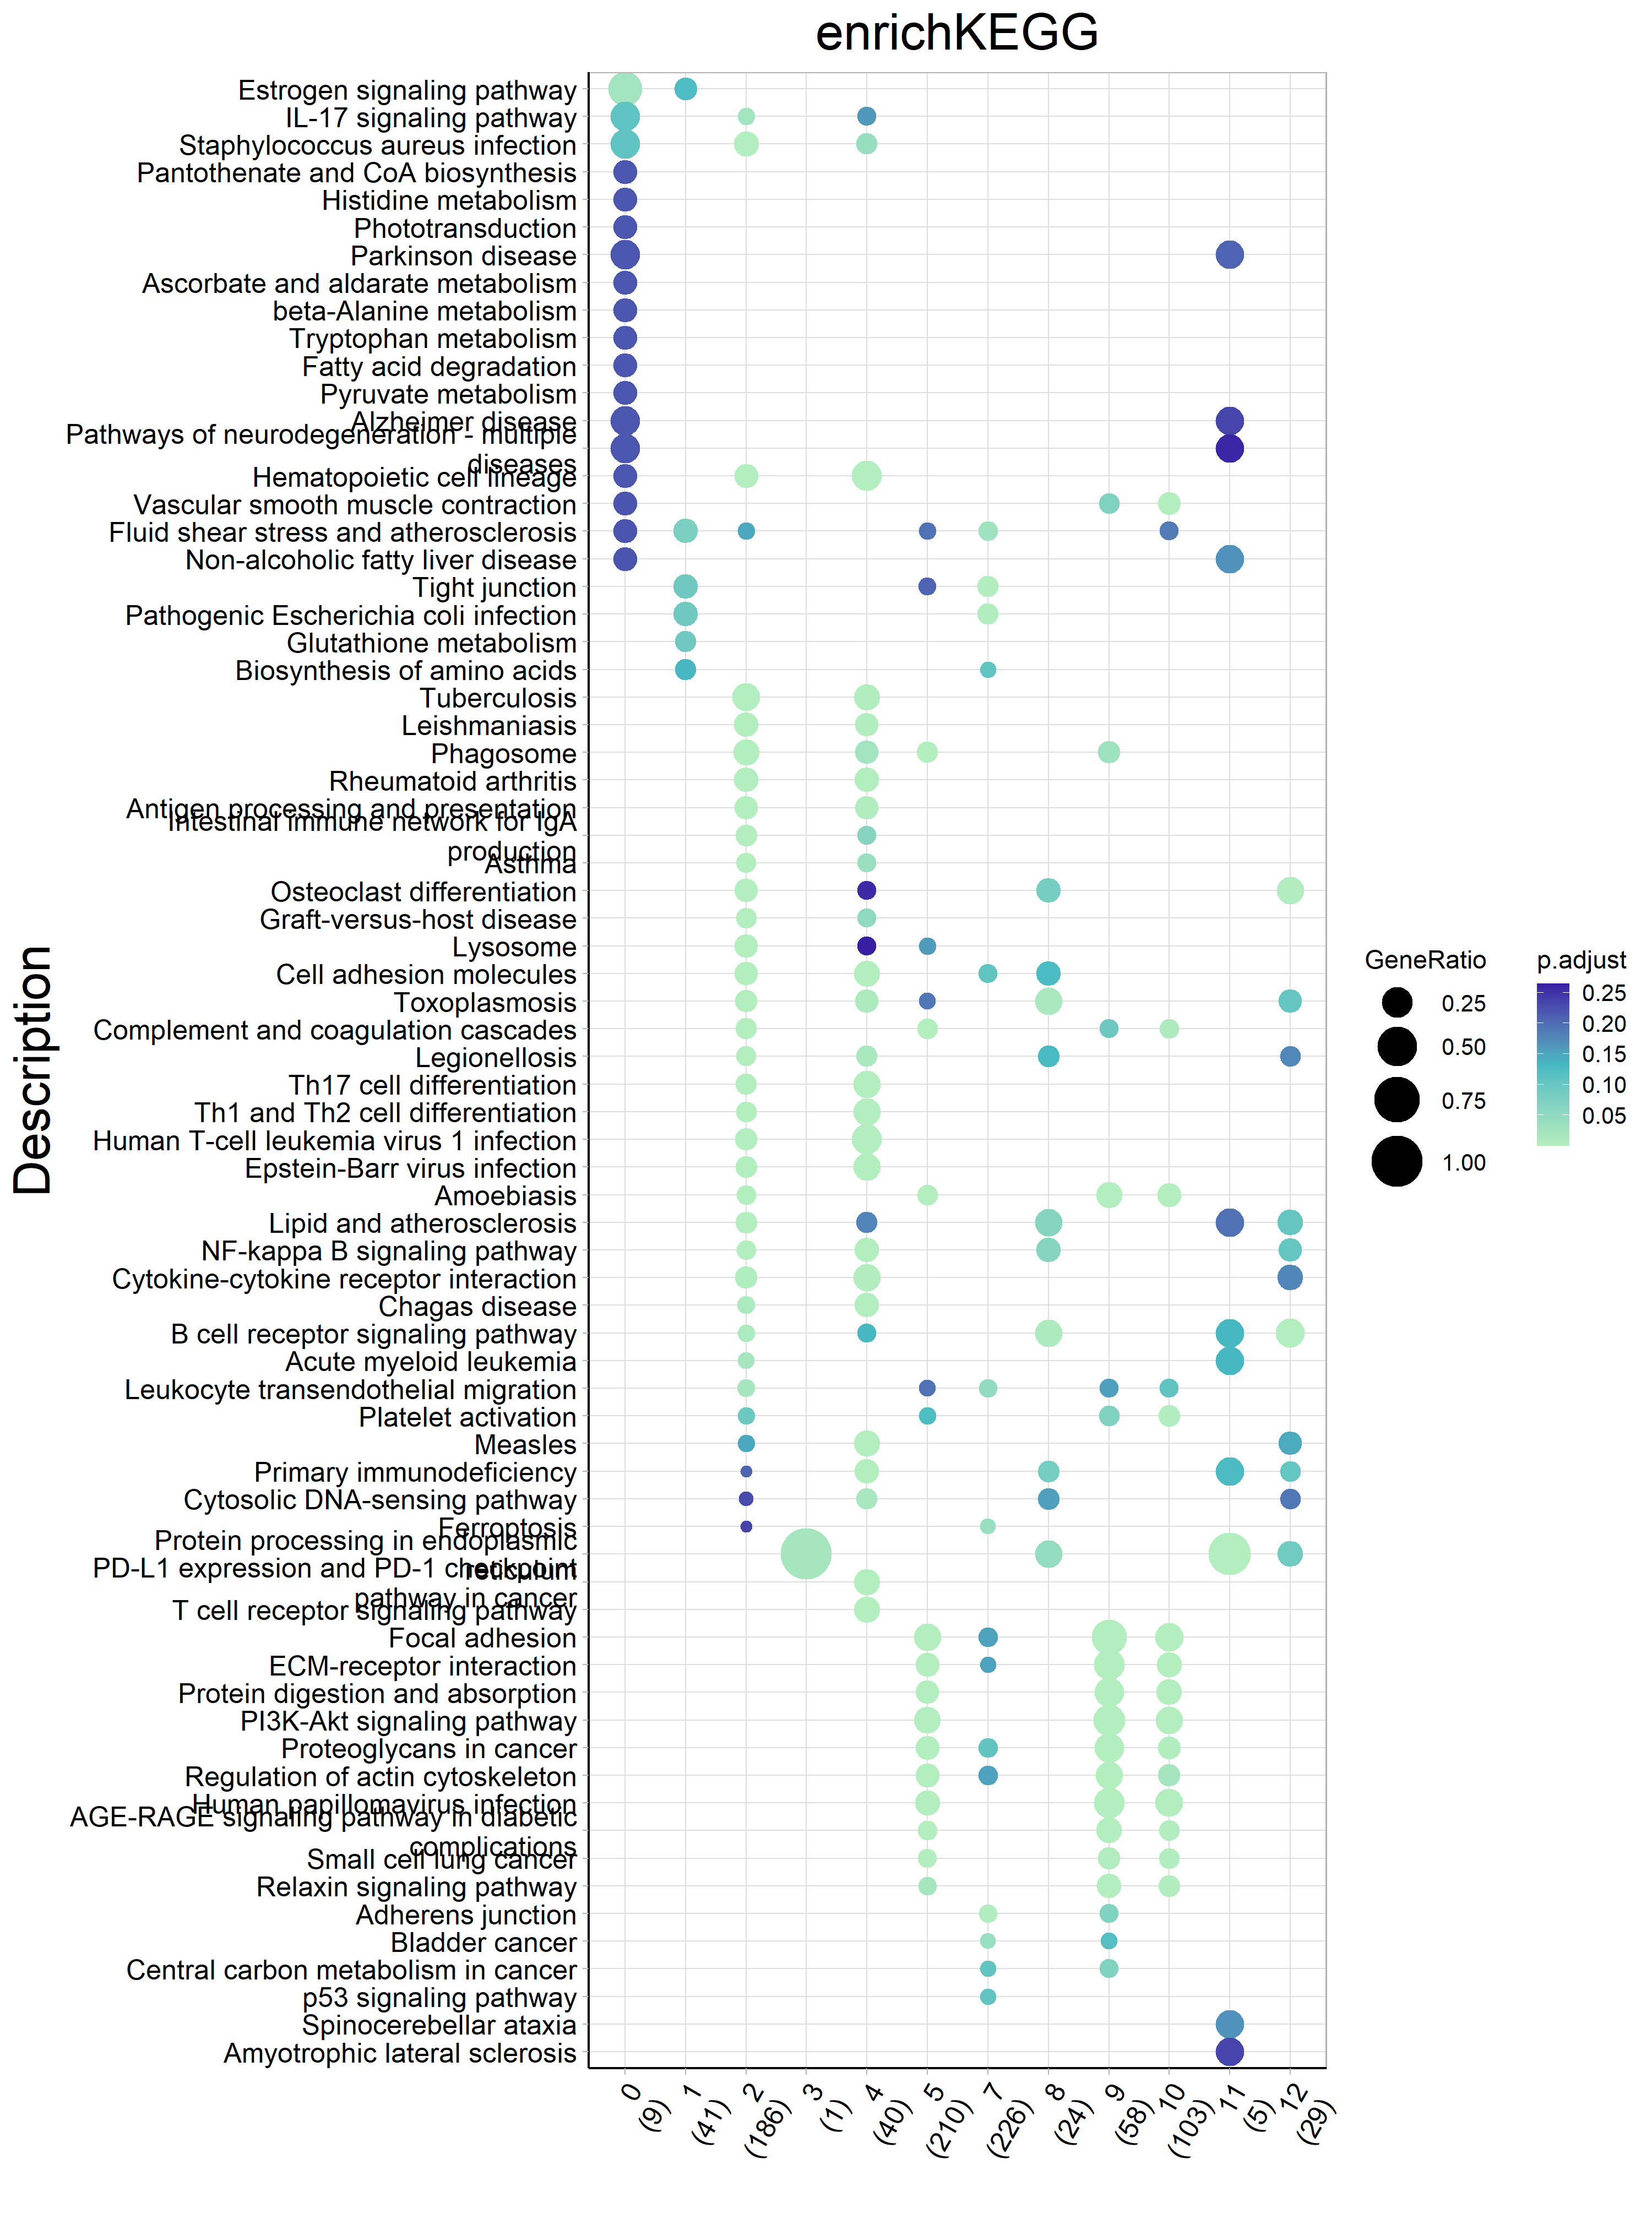 enrichKEGG
Estrogen signaling pathway
IL-17 signaling pathway
Staphylococcus aureus infection
Pantothenate and CoA biosynthesis
Histidine metabolism
Phototransduction
Parkinson disease
Ascorbate and aldarate metabolism
beta-Alanine metabolism
Tryptophan metabolism
Fatty acid degradation
Pyruvate metabolism
Alzheimer disease
Pathways of neurodegeneration - multiple
diseases
Hematopoietic cell lineage
Vascular smooth muscle contraction
Fluid shear stress and atherosclerosis
Non-alcoholic fatty liver disease
Tight junction
Pathogenic Escherichia coli infection
Glutathione metabolism
Biosynthesis of amino acids
Tuberculosis
Leishmaniasis
Phagosome
Rheumatoid arthritis
Antigen processing and presentation
Intestinal immune network for IgA
production
Asthma
Osteoclast differentiation
Graft-versus-host disease
Lysosome
Cell adhesion molecules
Toxoplasmosis
Complement and coagulation cascades
Legionellosis
Th17 cell differentiation
Th1 and Th2 cell differentiation
Human T-cell leukemia virus 1 infection
Epstein-Barr virus infection
Amoebiasis
Lipid and atherosclerosis
NF-kappa B signaling pathway
Cytokine-cytokine receptor interaction
Chagas disease
B cell receptor signaling pathway
Acute myeloid leukemia
Leukocyte transendothelial migration
Platelet activation
Measles
Primary immunodeficiency
Cytosolic DNA-sensing pathway
Ferroptosis
Protein processing in endoplasmic
reticulum
PD-L1 expression and PD-1 checkpoint
pathway in cancer
T cell receptor signaling pathway
Focal adhesion
ECM-receptor interaction
Protein digestion and absorption
PI3K-Akt signaling pathway
Proteoglycans in cancer
Regulation of actin cytoskeleton
Human papillomavirus infection
AGE-RAGE signaling pathway in diabetic
complications
Small cell lung cancer
Relaxin signaling pathway
Adherens junction
Bladder cancer
Central carbon metabolism in cancer
p53 signaling pathway
Spinocerebellar ataxia
Amyotrophic lateral sclerosis
Description
0
(9)
1
(41)
2
(186)
3
(1)
4
(40)
5
(210)
7
(226)
8
(24)
9
(58)
10
(103)
11
(5)
12
(29)
GeneRatio
0.25
0.50
0.75
1.00
p.adjust
0.25
0.20
0.15
0.10
0.05